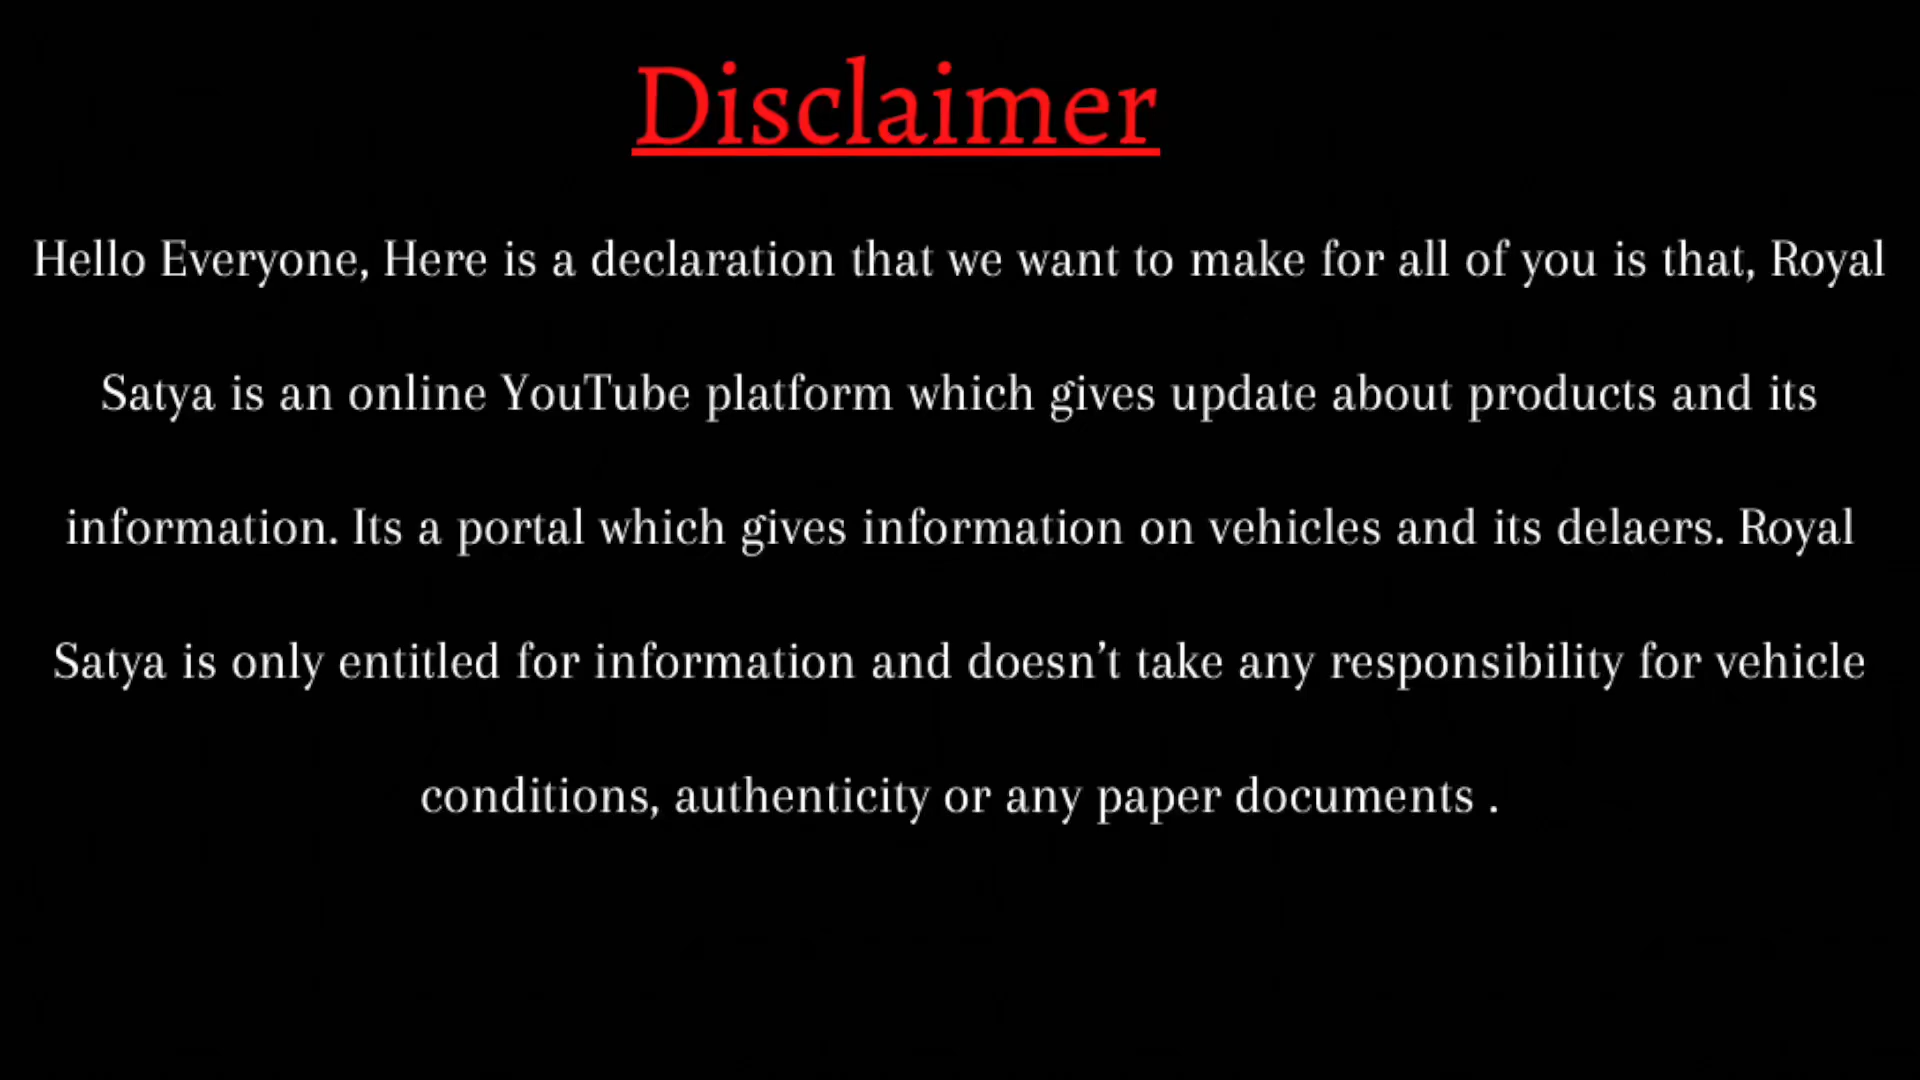 Disclaimer
Hello Everyone, Here is a declaration that we want to make for all of you is that, Royal
Satya is an online YouTube platform which gives update about products and its
information. Its a portal which gives information on vehicles and its delaers. Royal
Satya is only entitled for information and doesn’t take any responsibility for vehicle
conditions, authenticity or any paper documents .